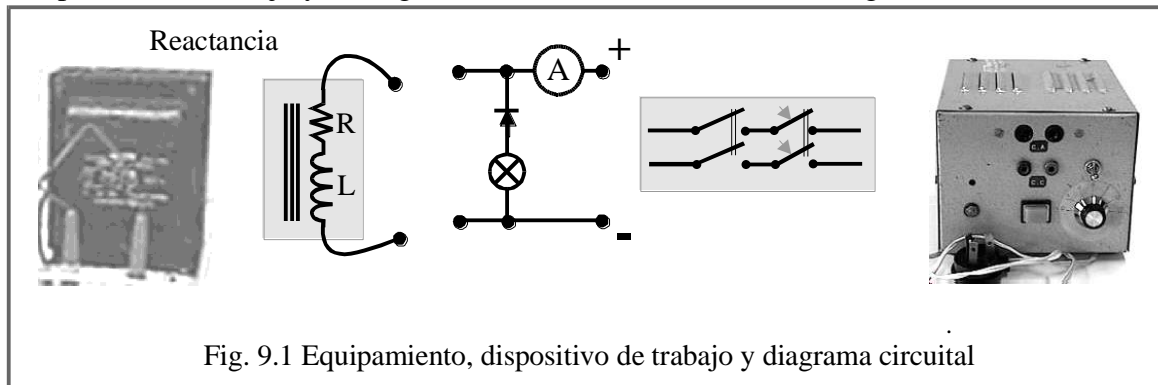 Reactancia
R
L
A
+
-
C.A
C.C
Fig. 9.1 Equipamiento, dispositivo de trabajo y diagrama circuital